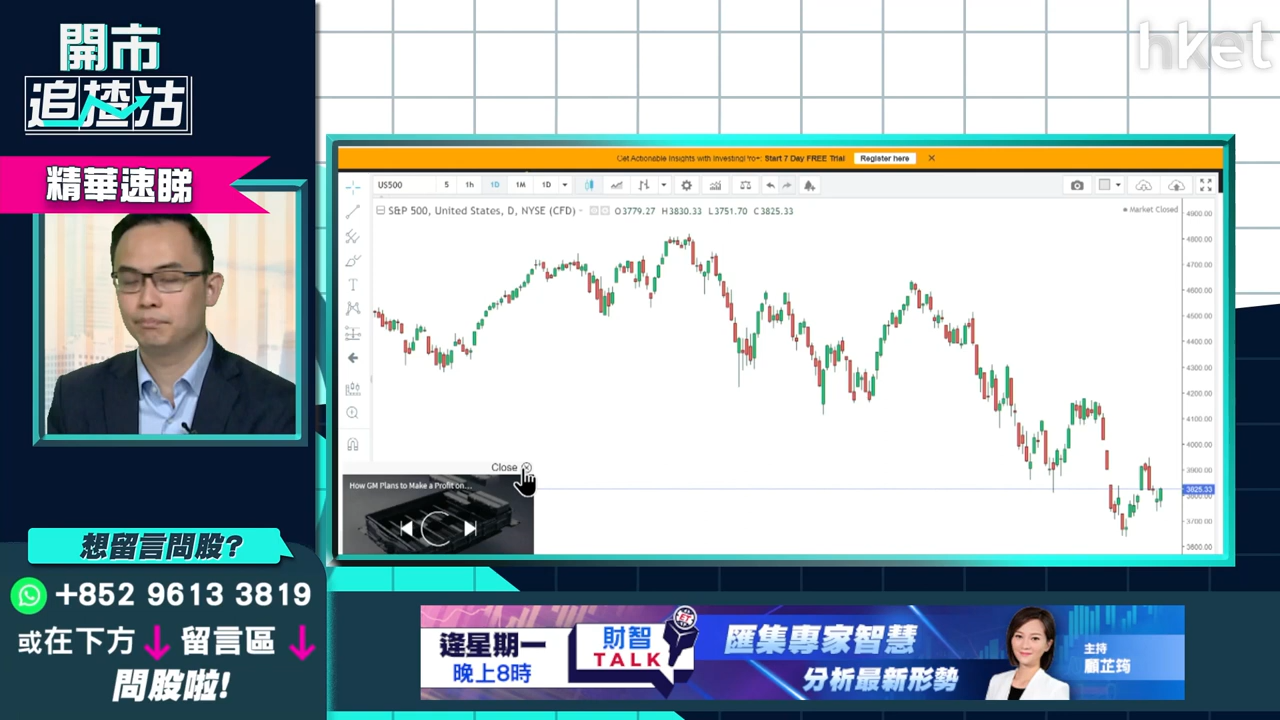 開市
追揸沽
精華速睇
hket
Get Actionable Insights with InvestingPro+: Start 7 Day FREE Trial
Register here
US500
5
1h
1D
1M
1D
S&P 500, United States, D, NYSE (CFD)
O3779.27 H3830.33 L3751.70 C3825.33
Market Closed
4900.00
4800.00
4700.00
4600.00
4500.00
4400.00
4300.00
4200.00
4100.00
4000.00
3900.00
3825.33
3800.00
3700.00
3600.00
Close
How GM Plans to Make a Profit on...
想留言問股?
+852 9613 3819
或在下方 留言區
問股啦!
逢星期一
晚上8時
財智
TALK
匯集專家智慧
分析最新形勢
主持
顧芷筠